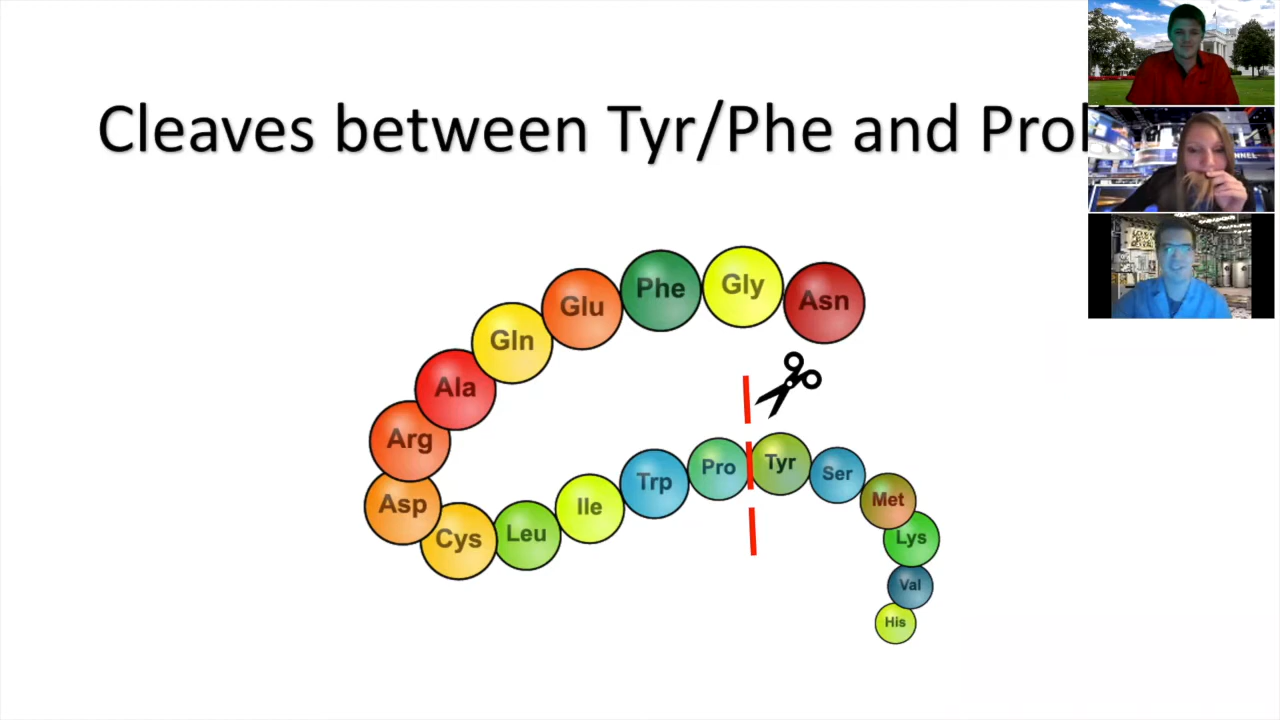 Cleaves between Tyr/Phe and Pro
Asn
Gly
Phe
Glu
Gln
Ala
Arg
Asp
Cys
Leu
Ile
Trp
Pro
Tyr
Ser
Met
Lys
Val
His